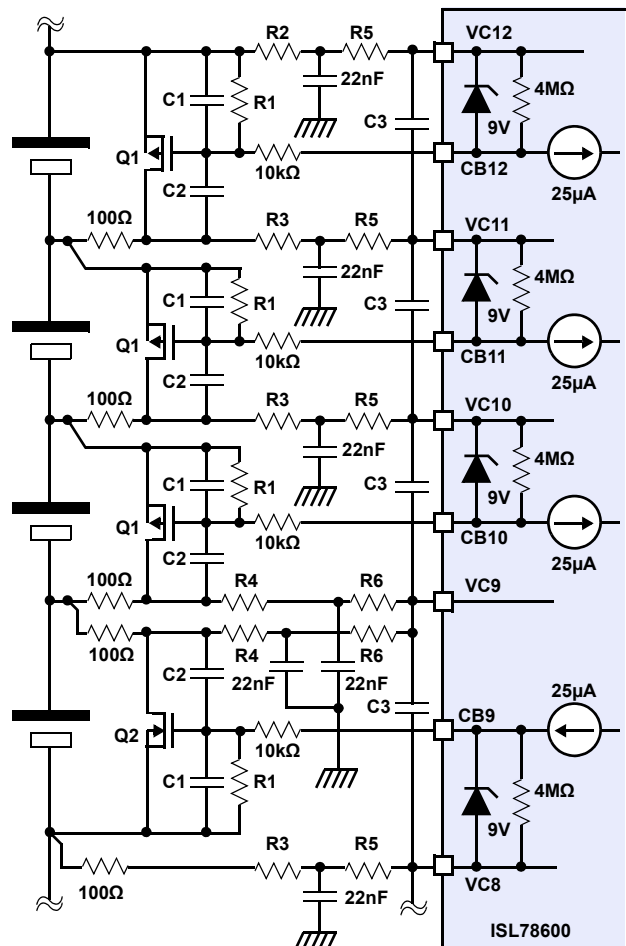 R2 R5 VC12
22nF
C1 R1 4MΩ
C3 9V
Q1
10kΩ CB12
C2 25µA
100Ω
R3 R5 VC11
22nF
C1 R1 4MΩ
C3 9V
Q1
10kΩ CB11
C2 25µA
100Ω
R3 R5 VC10
22nF
C1 R1 4MΩ
C3 9V
Q1
10kΩ CB10
C2 25µA
100Ω R4 R6 VC9
100Ω R4 R6
22nF 22nF
C2 C3 CB9 25µA
Q2
10kΩ
C1 R1 4MΩ
9V
R3 R5
100Ω VC8
22nF
ISL78600